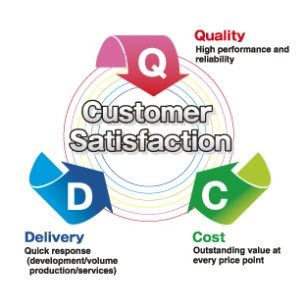 Quality
High performance and
reliability
Q
Customer
Satisfaction
D
C
Delivery
Quick response
(development/volume
production/services)
Cost
Outstanding value at
every price point